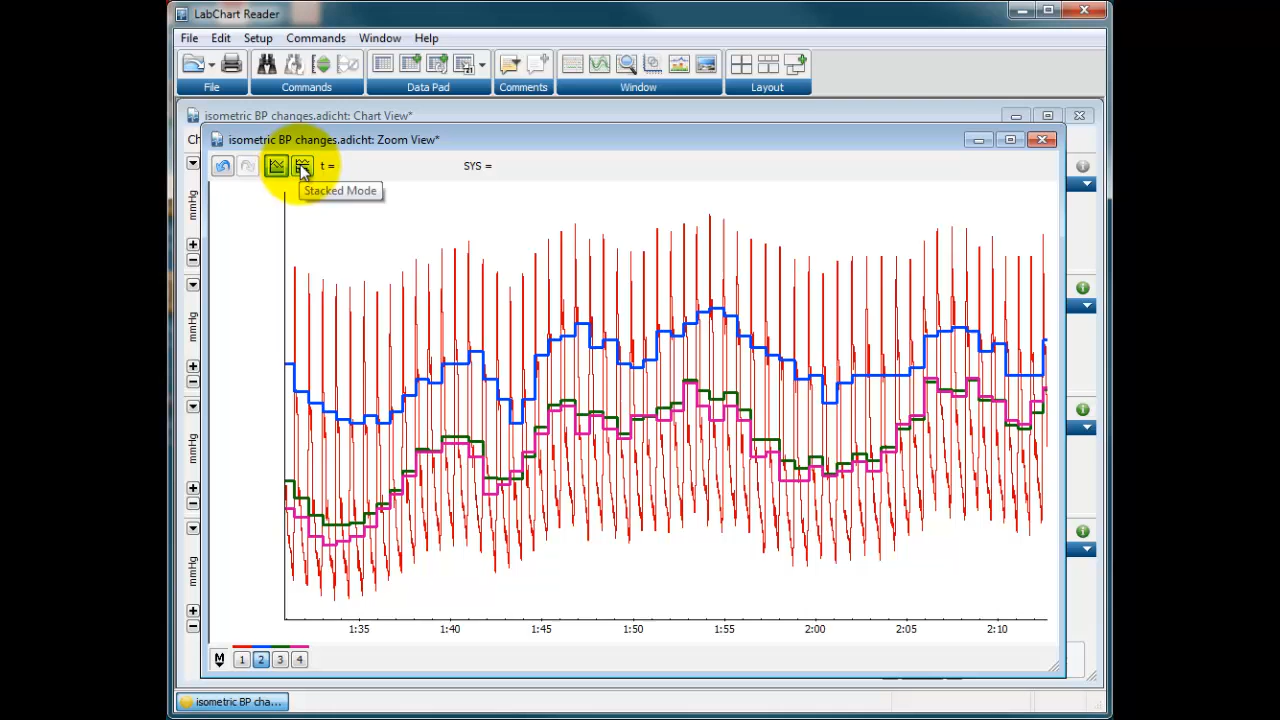 LabChart Reader
File Edit Setup Commands Window Help
File Commands Data Pad Comments Window Layout
isometric BP changes.adicht: Chart View*
isometric BP changes.adicht: Zoom View*
Ch
t = SYS =
Stacked Mode
mmHg
mmHg
mmHg
mmHg
1:35 1:40 1:45 1:50 1:55 2:00 2:05 2:10
M 1 2 3 4
isometric BP cha...